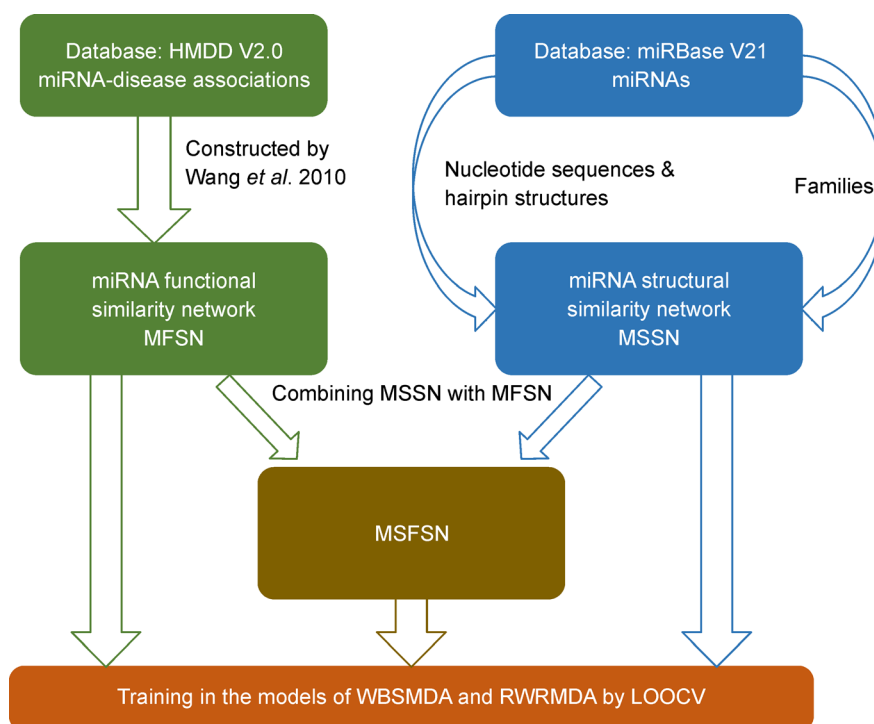 Database: HMDD V2.0
miRNA-disease associations
Database: miRBase V21
miRNAs
Constructed by
Wang et al. 2010
Nucleotide sequences &
hairpin structures
Families
miRNA functional
similarity network
MFSN
miRNA structural
similarity network
MSSN
Combining MSSN with MFSN
MSFSN
Training in the models of WBSMDA and RWRMDA by LOOCV